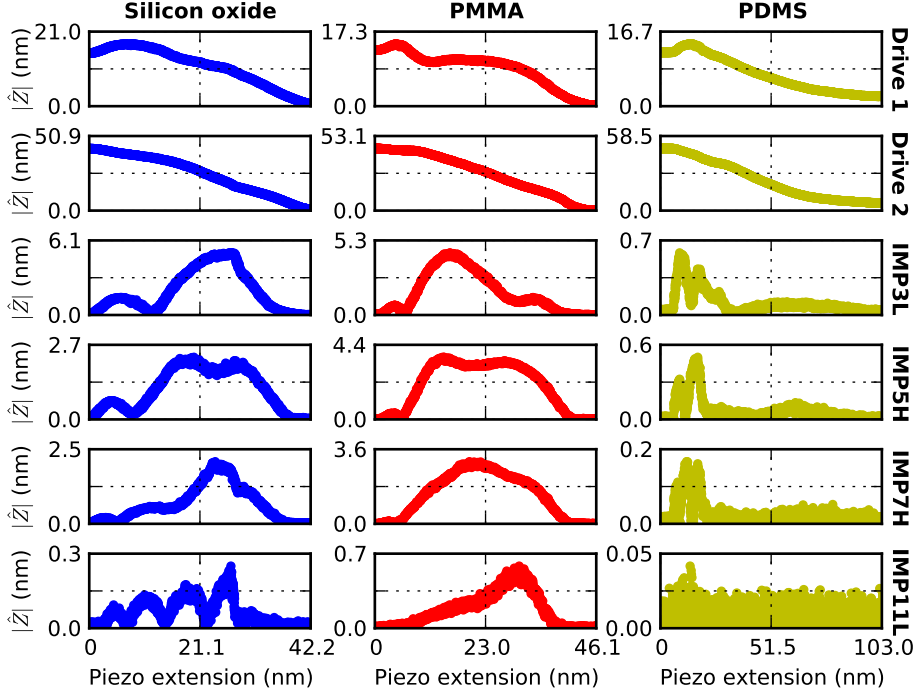 Silicon oxide PMMA PDMS
21.0 17.3 16.7
|Ẑ| (nm) Drive 1
0.0 0.0 0.0
50.9 53.1 58.5
|Ẑ| (nm) Drive 2
0.0 0.0 0.0
6.1 5.3 0.7
|Ẑ| (nm) IMP3L
0.0 0.0 0.0
2.7 4.4 0.6
|Ẑ| (nm) IMP5H
0.0 0.0 0.0
2.5 3.6 0.2
|Ẑ| (nm) IMP7H
0.0 0.0 0.0
0.3 0.7 0.05
|Ẑ| (nm) IMP11L
0.0 0.0 0.00
0 21.1 42.2 0 23.0 46.1 0 51.5 103.0
Piezo extension (nm) Piezo extension (nm) Piezo extension (nm)